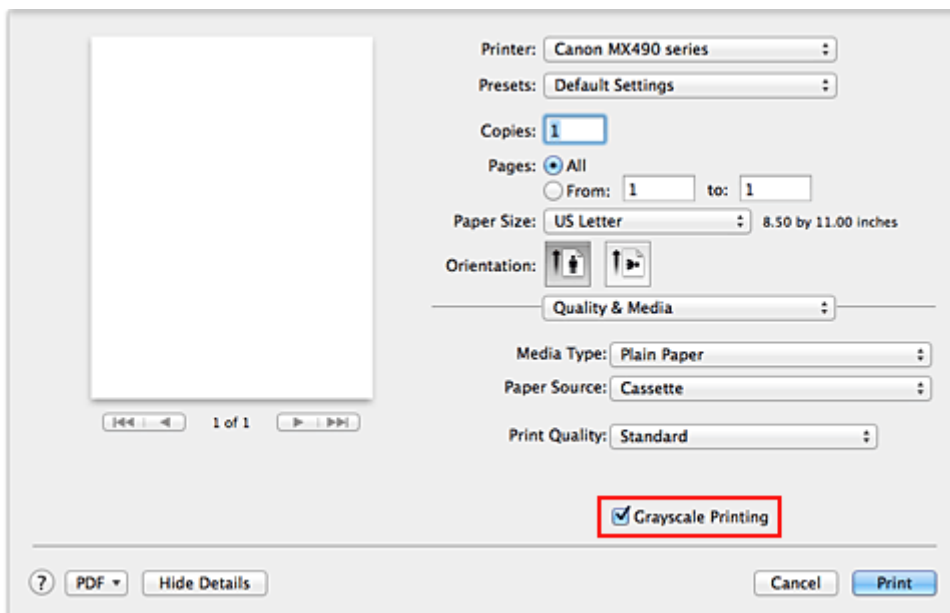 Printer: Canon MX490 series
Presets: Default Settings
Copies: 1
Pages: All
From: 1 to: 1
Paper Size: US Letter 8.50 by 11.00 inches
Orientation:
Quality & Media
Media Type: Plain Paper
Paper Source: Cassette
1 of 1
Print Quality: Standard
Grayscale Printing
? PDF Hide Details Cancel Print